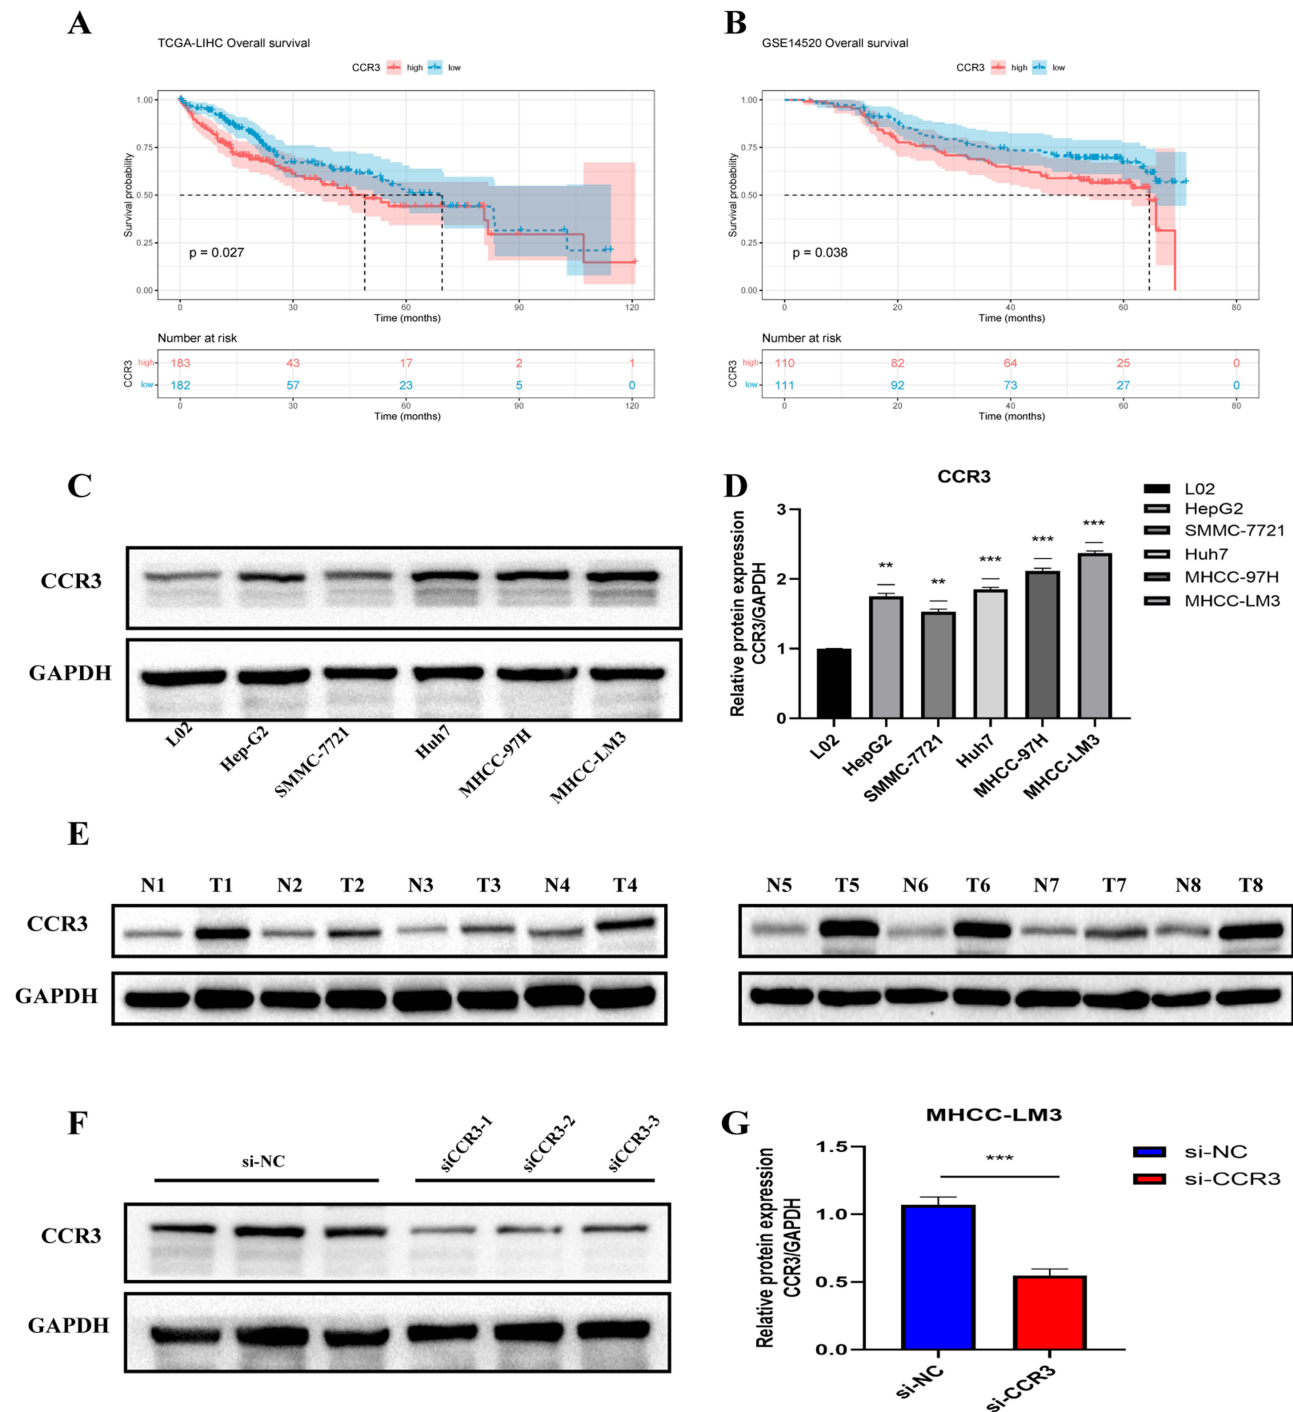 A
TCGA-LIHC Overall survival
CCR3 high low
1.00
0.75
0.50
0.25
0.00
Survival probability
p = 0.027
0 30 60 90 120
Time (months)
Number at risk
CCR3
high 183 43 17 2 1
low 182 57 23 5 0
0 30 60 90 120
Time (months)
B
GSE14520 Overall survival
CCR3 high low
1.00
0.75
0.50
0.25
0.00
Survival probability
p = 0.038
0 20 40 60 80
Time (months)
Number at risk
CCR3
high 110 82 64 25 0
low 111 92 73 27 0
0 20 40 60 80
Time (months)
C
CCR3
GAPDH
L02 Hep-G2 SMMC-7721 Huh7 MHCC-97H MHCC-LM3
D
CCR3
Relative protein expression
CCR3/GAPDH
3
2
1
0
** ** *** *** ***
L02 HepG2 SMMC-7721 Huh7 MHCC-97H MHCC-LM3
L02
HepG2
SMMC-7721
Huh7
MHCC-97H
MHCC-LM3
E
N1 T1 N2 T2 N3 T3 N4 T4
N5 T5 N6 T6 N7 T7 N8 T8
CCR3
GAPDH
F
si-NC siCCR3-1 siCCR3-2 siCCR3-3
CCR3
GAPDH
G
MHCC-LM3
Relative protein expression
CCR3/GAPDH
1.5
1.0
0.5
0.0
***
si-NC si-CCR3
si-NC
si-CCR3